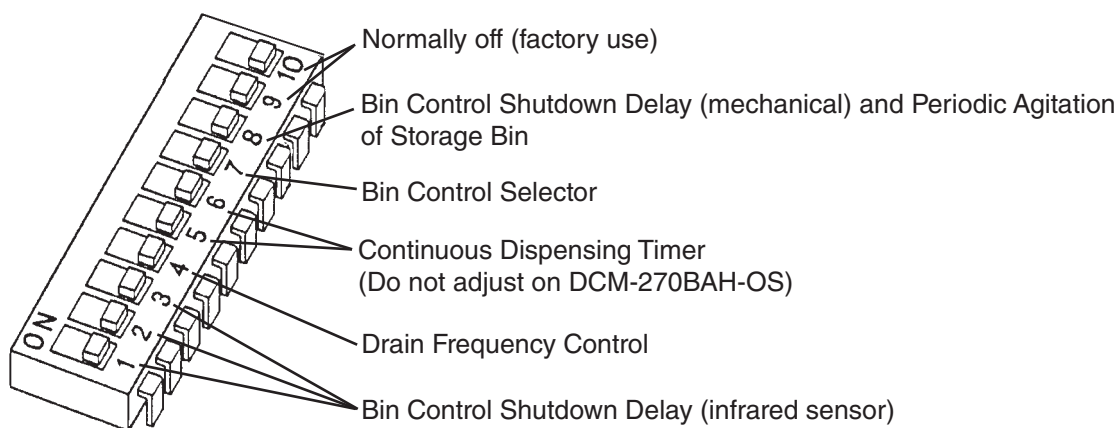 Normally off (factory use)
Bin Control Shutdown Delay (mechanical) and Periodic Agitation
of Storage Bin
Bin Control Selector
Continuous Dispensing Timer
(Do not adjust on DCM-270BAH-OS)
Drain Frequency Control
Bin Control Shutdown Delay (infrared sensor)
10
9
8
7
6
5
4
3
2
1
ON